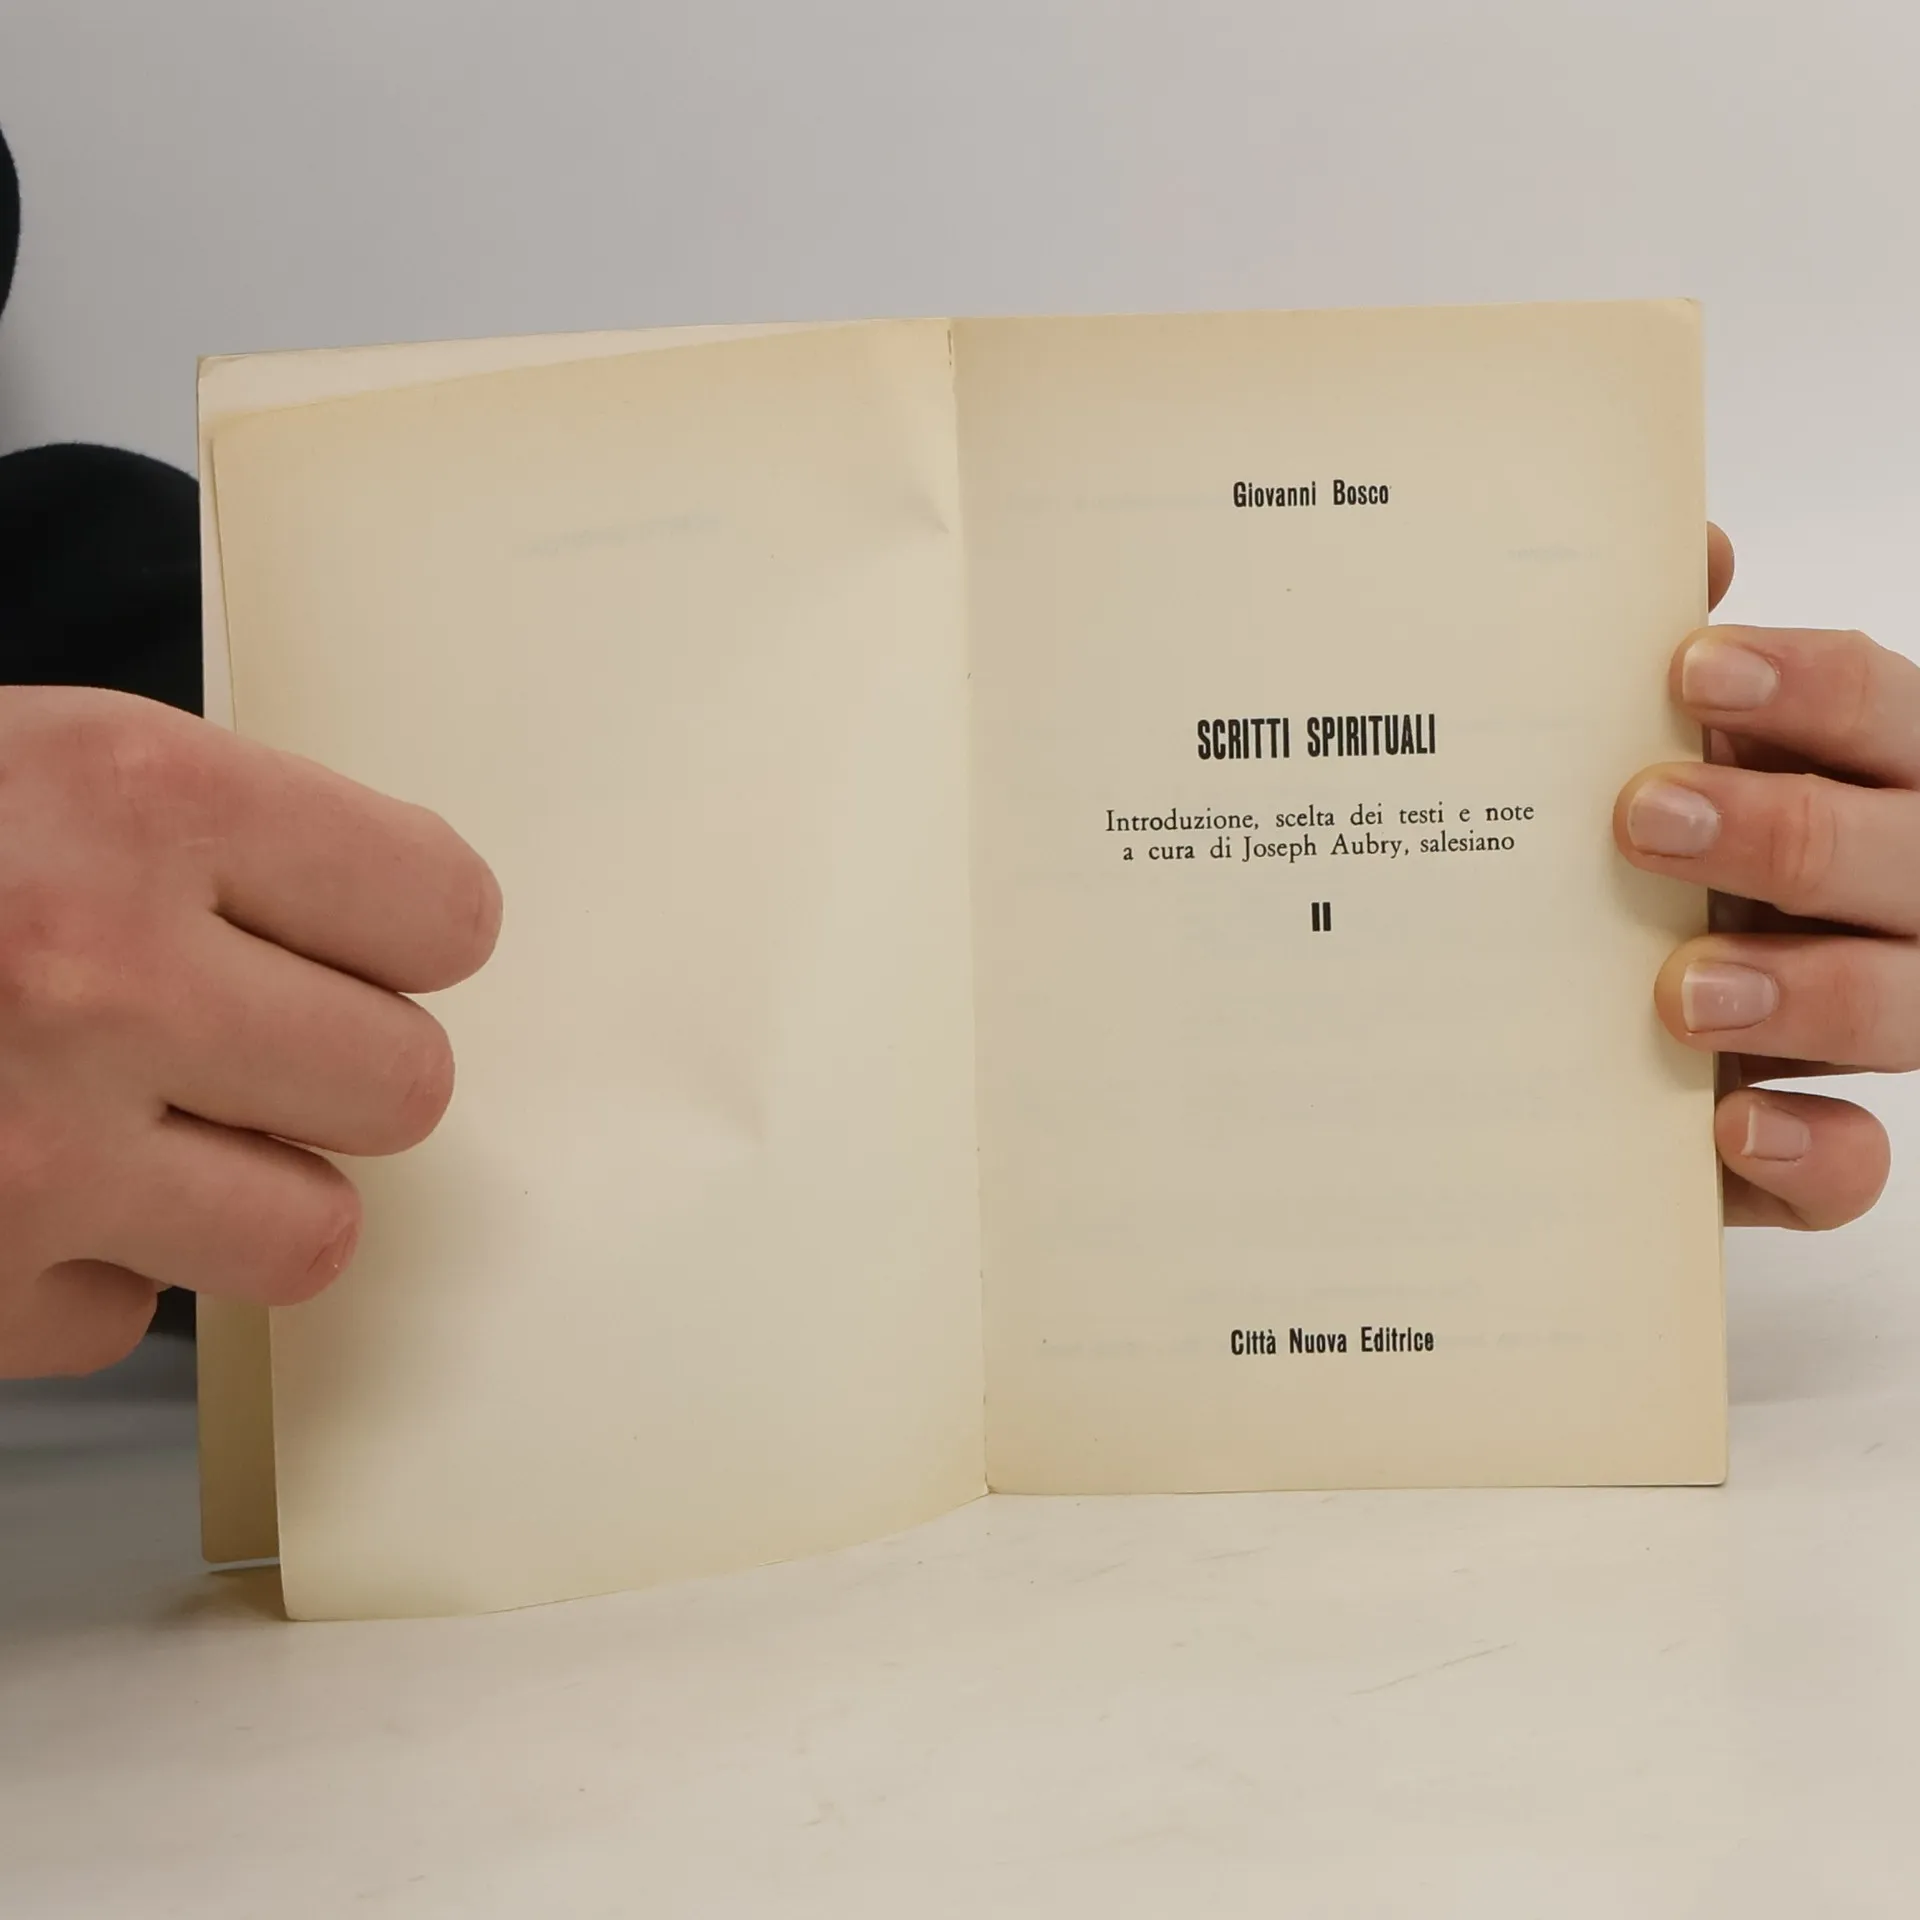 Giovanni Bosco
SCRITTI SPIRITUALI
Introduzione, scelta dei testi e note
a cura di Joseph Aubry, salesiano
II
Città Nuova Editrice